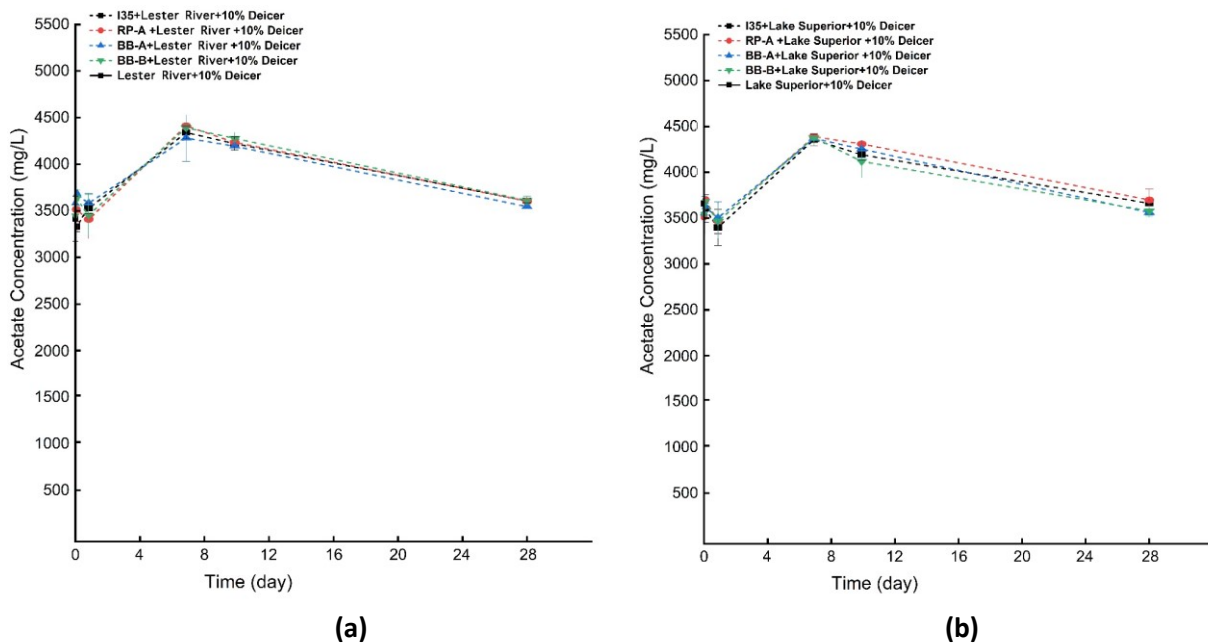 I35+Lester River+10% Deicer
RP-A +Lester River+10% Deicer
BB-A+Lester River +10% Deicer
BB-B+Lester River+10% Deicer
Lester River+10% Deicer
5500
5000
4500
4000
3500
3000
2500
2000
1500
1000
500
Acetate Concentration (mg/L)
0 4 8 12 16 20 24 28
Time (day)
(a)
I35+Lake Superior+10% Deicer
RP-A +Lake Superior +10% Deicer
BB-A+Lake Superior +10% Deicer
BB-B+Lake Superior+10% Deicer
Lake Superior+10% Deicer
5500
5000
4500
4000
3500
3000
2500
2000
1500
1000
500
Acetate Concentration (mg/L)
0 4 8 12 16 20 24 28
Time (day)
(b)